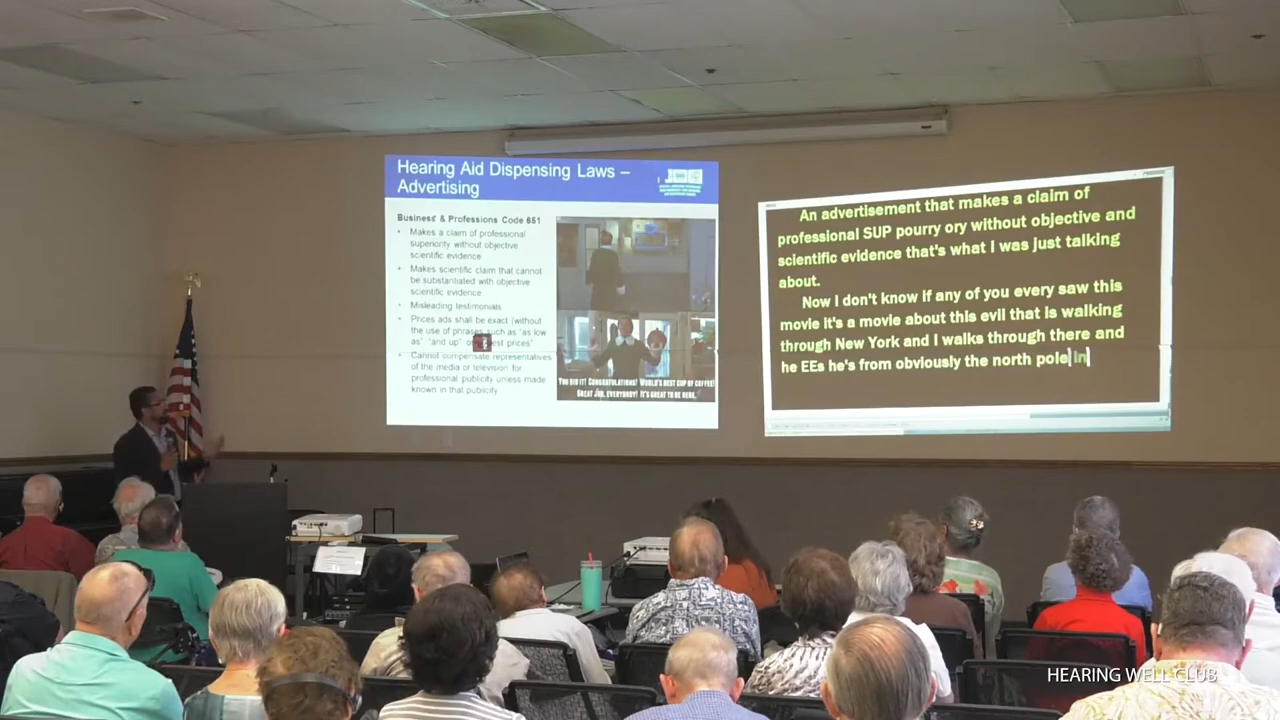 Hearing Aid Dispensing Laws –
Advertising
Business & Professions Code 651
• Makes a claim of professional
superiority without objective
scientific evidence
• Makes scientific claim that cannot
be substantiated with objective
scientific evidence
• Misleading testimonials
• Prices ads shall be exact (without
the use of phrases such as "as low
as" "and up" or est prices"
• Cannot compensate representatives
of the media or television for
professional publicity unless made
known in that publicity
YOU DID IT! CONGRATULATIONS! WORLD'S BEST CUP OF COFFEE!
GREAT JOB, EVERYBODY! IT'S GREAT TO BE HERE.
An advertisement that makes a claim of
professional SUP pourry ory without objective and
scientific evidence that's what I was just talking
about.
Now I don't know if any of you every saw this
movie it's a movie about this evil that is walking
through New York and I walks through there and
he EEs he's from obviously the north pole In
HEARING WELL CLUB